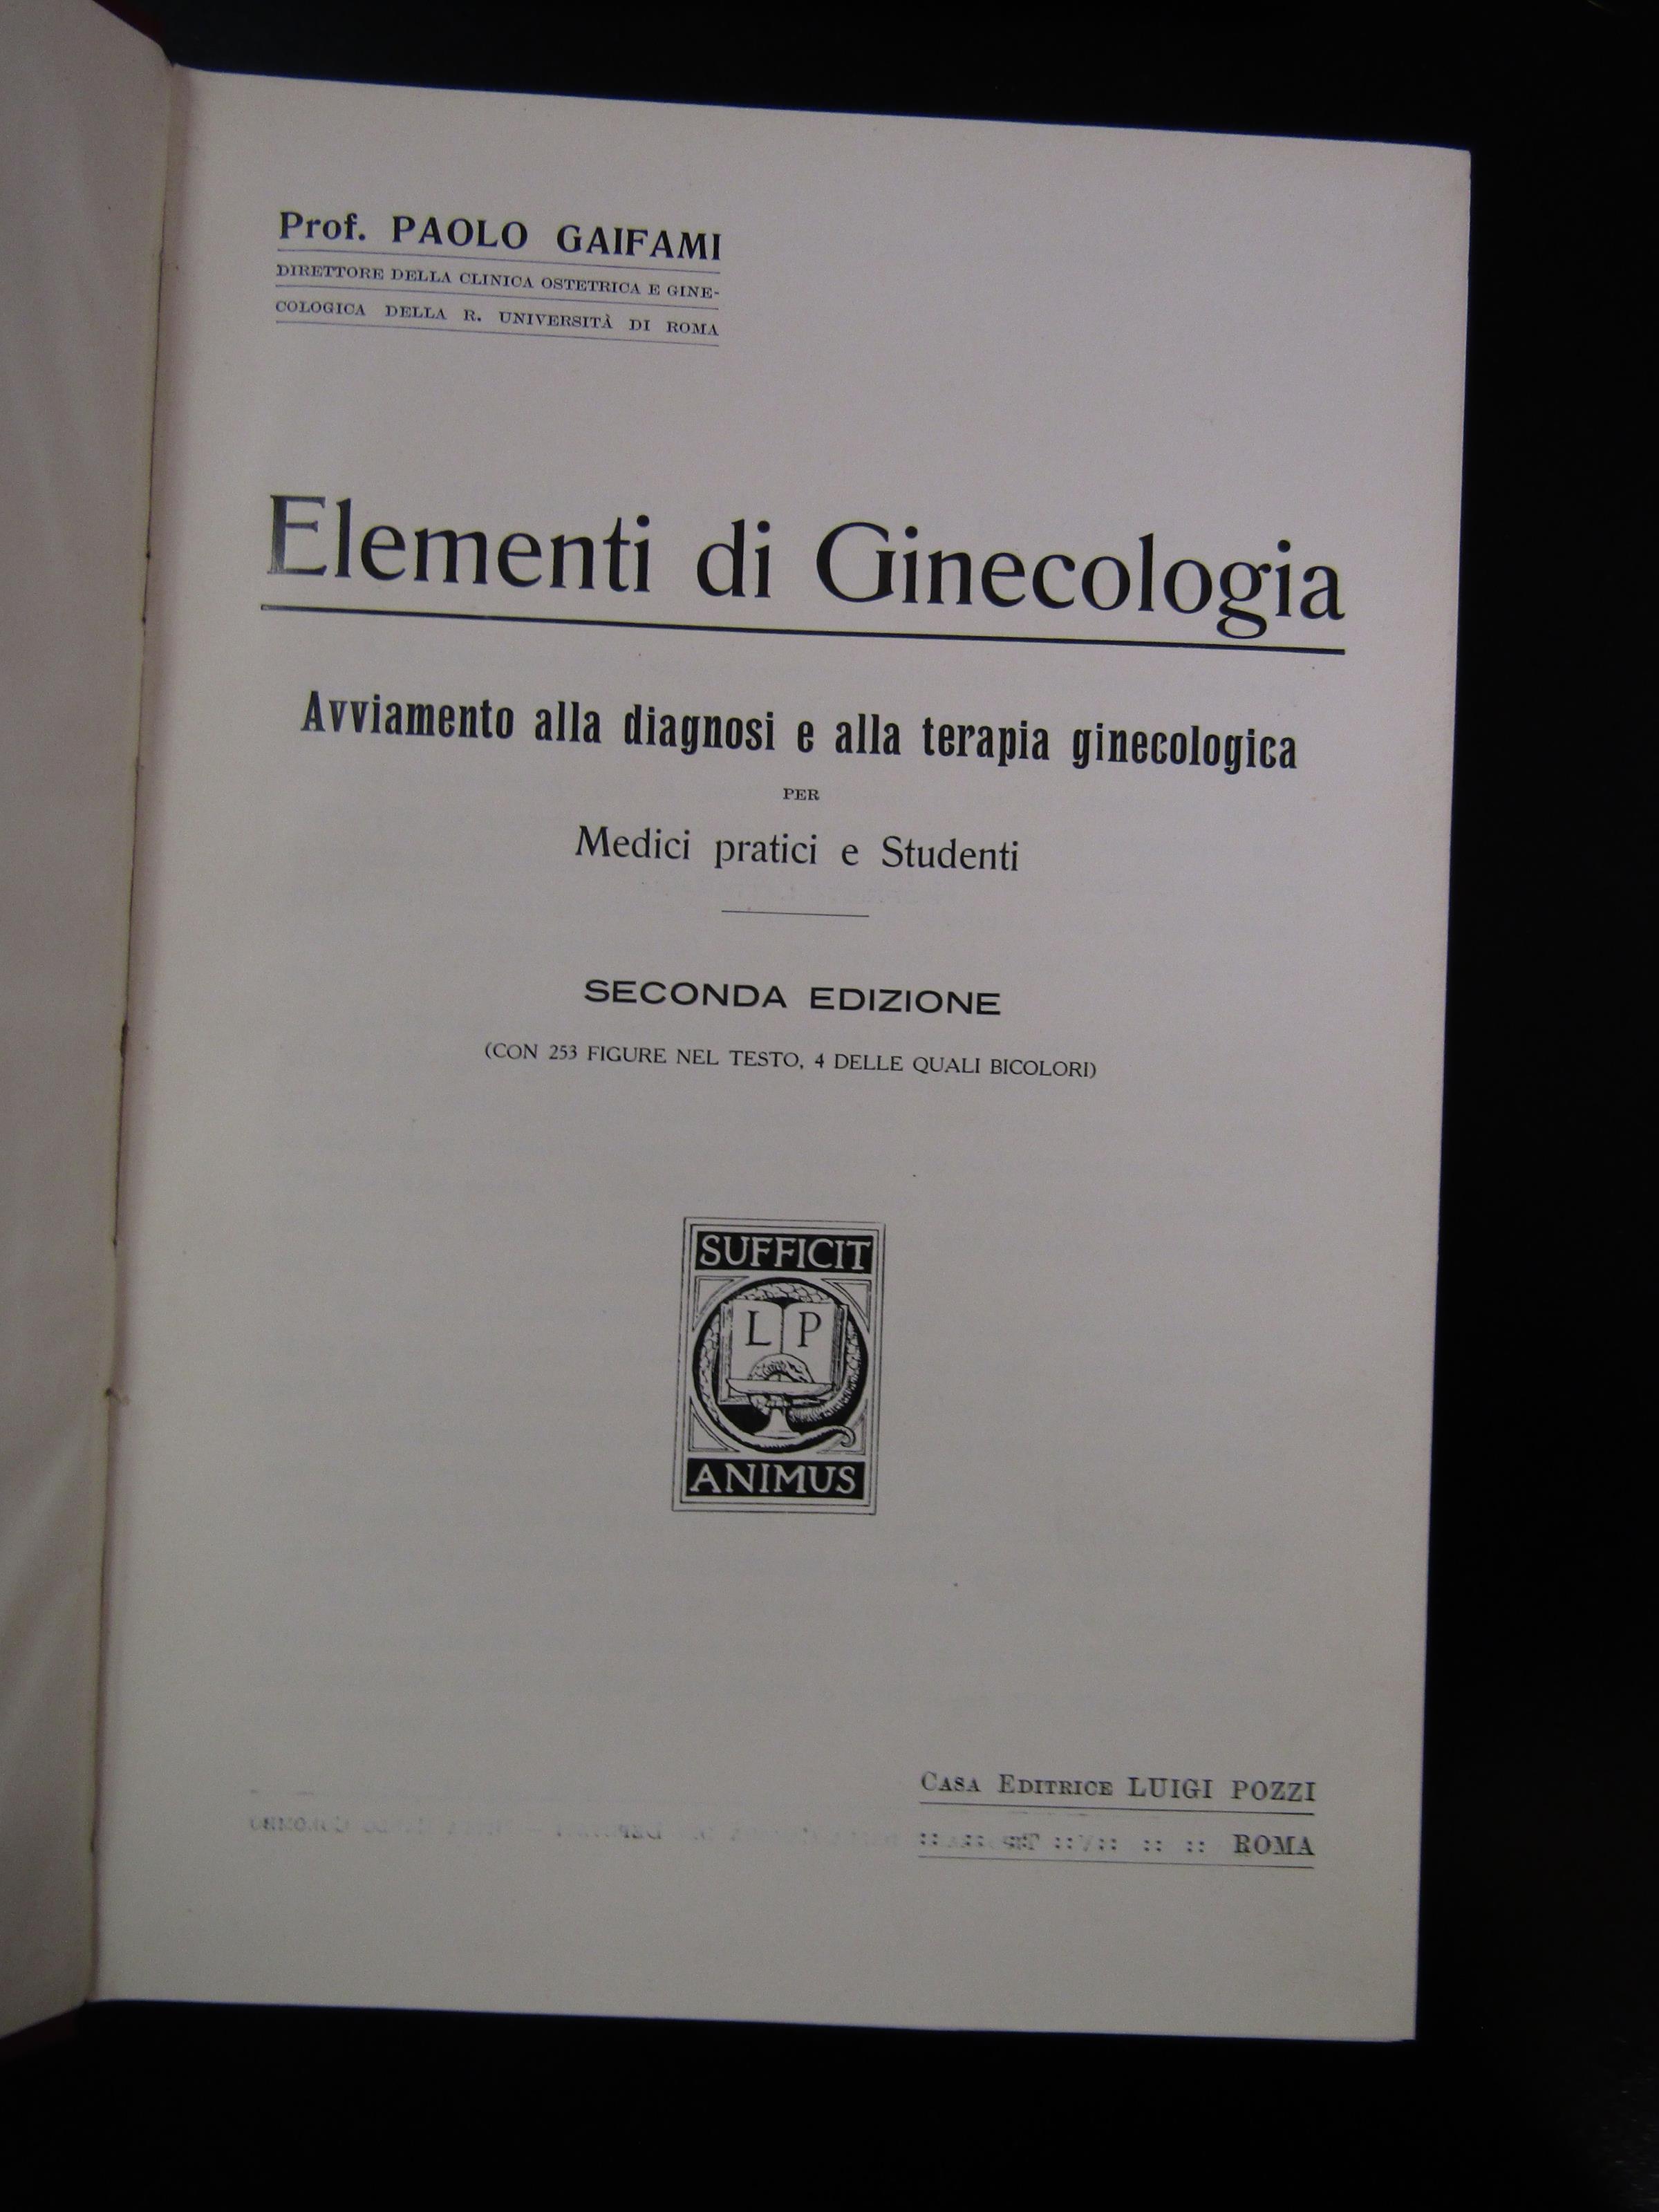 Prof. PAOLO GAIFAMI
DIRETTORE DELLA CLINICA OSTETRICA E GINE-
COLOGICA DELLA R. UNIVERSITÀ DI ROMA
Elementi di Ginecologia
Avviamento alla diagnosi e alla terapia ginecologica
PER
Medici pratici e Studenti
SECONDA EDIZIONE
(CON 253 FIGURE NEL TESTO, 4 DELLE QUALI BICOLORI)
SUFFICIT
L P
ANIMUS
CASA EDITRICE LUIGI POZZI
:: :: :: :: :: :: ROMA